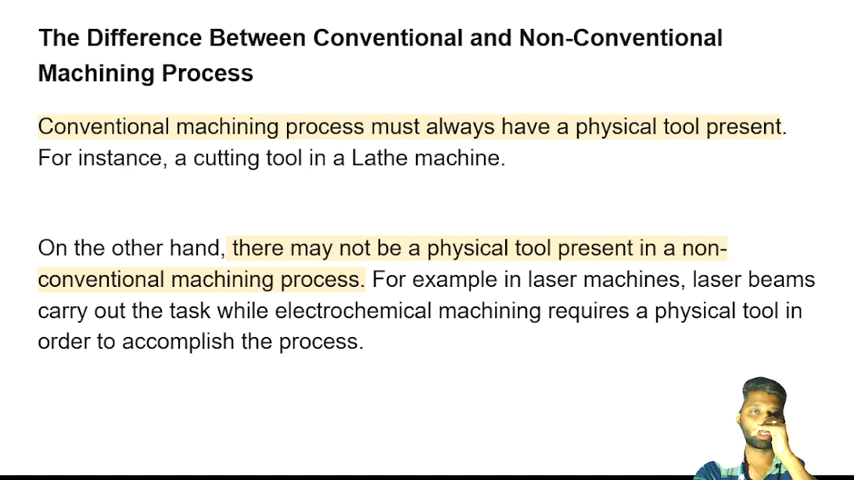 The Difference Between Conventional and Non-Conventional
Machining Process
Conventional machining process must always have a physical tool present.
For instance, a cutting tool in a Lathe machine.
On the other hand, there may not be a physical tool present in a non-
conventional machining process. For example in laser machines, laser beams
carry out the task while electrochemical machining requires a physical tool in
order to accomplish the process.